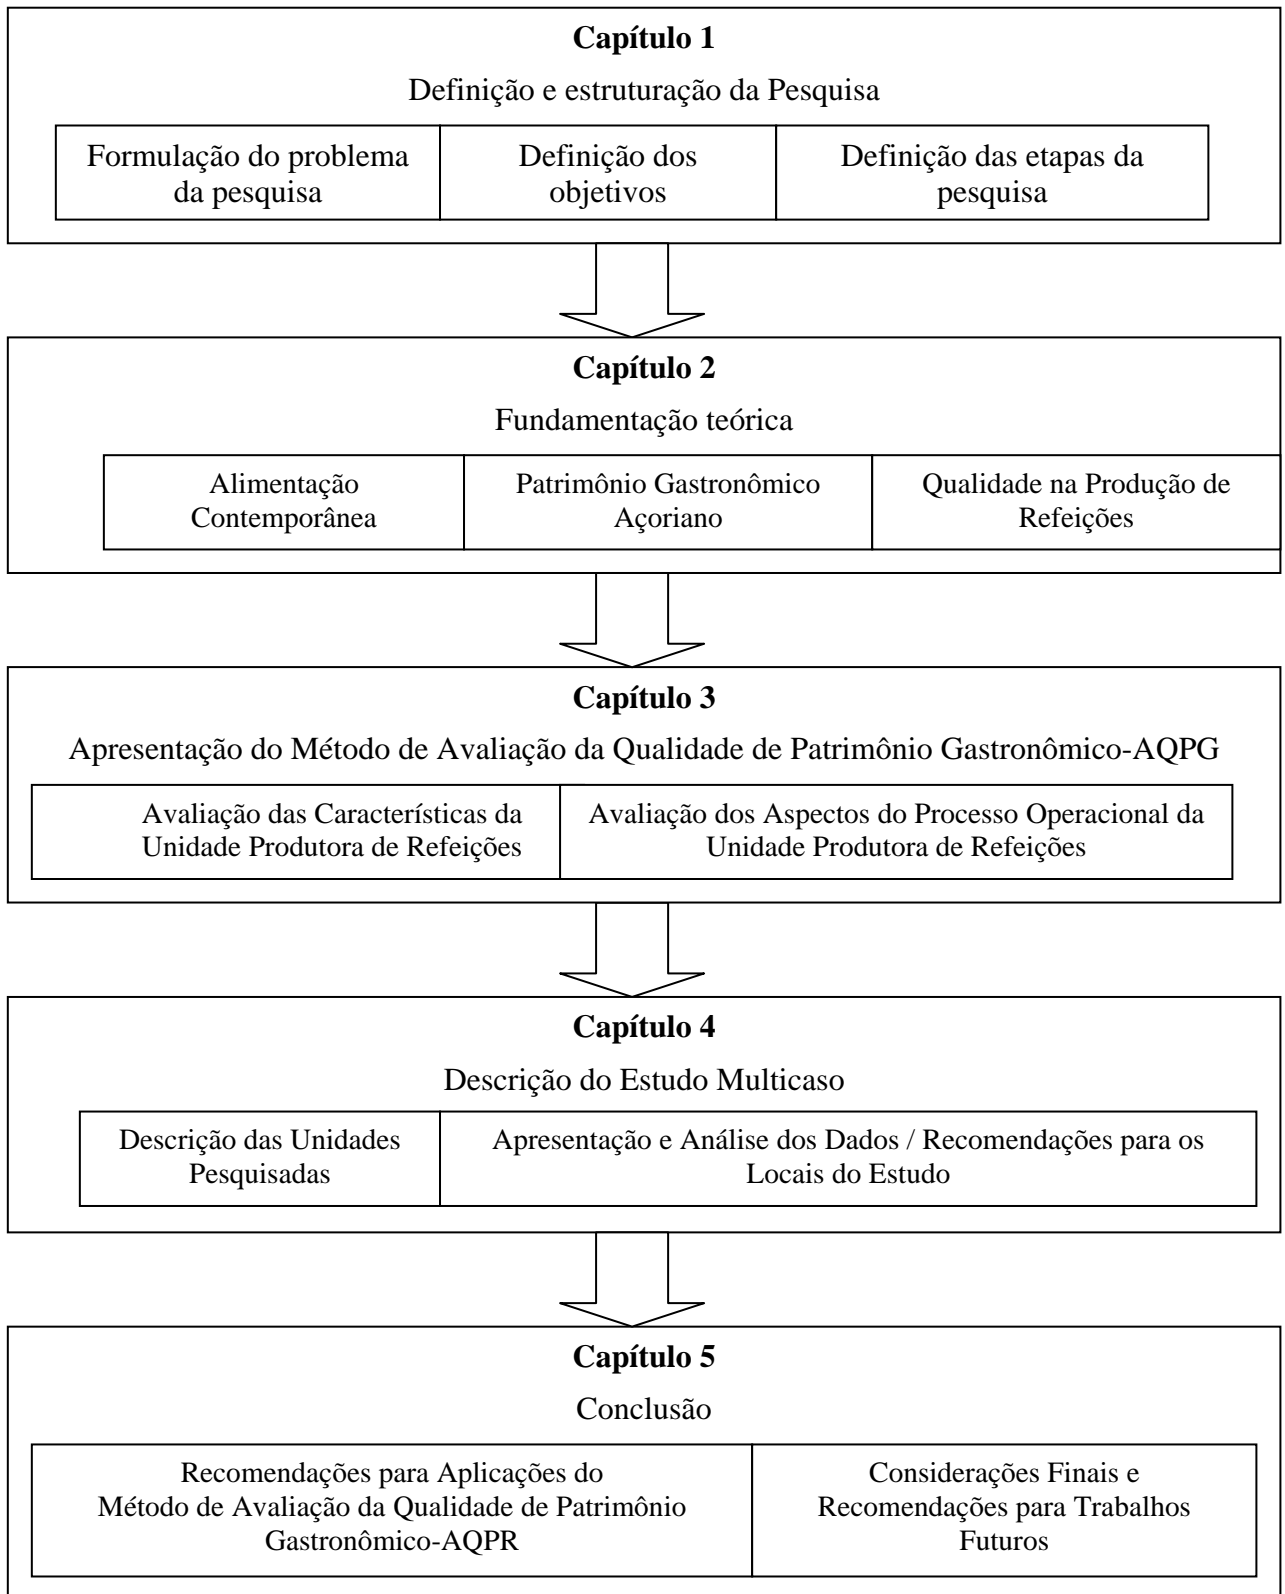 Capítulo 1
Definição e estruturação da Pesquisa
Formulação do problema
da pesquisa
Definição dos
objetivos
Definição das etapas da
pesquisa
Capítulo 2
Fundamentação teórica
Alimentação
Contemporânea
Patrimônio Gastronômico
Açoriano
Qualidade na Produção de
Refeições
Capítulo 3
Apresentação do Método de Avaliação da Qualidade de Patrimônio Gastronômico-AQPG
Avaliação das Características da
Unidade Produtora de Refeições
Avaliação dos Aspectos do Processo Operacional da
Unidade Produtora de Refeições
Capítulo 4
Descrição do Estudo Multicaso
Descrição das Unidades
Pesquisadas
Apresentação e Análise dos Dados / Recomendações para os
Locais do Estudo
Capítulo 5
Conclusão
Recomendações para Aplicações do
Método de Avaliação da Qualidade de Patrimônio
Gastronômico-AQPR
Considerações Finais e
Recomendações para Trabalhos
Futuros